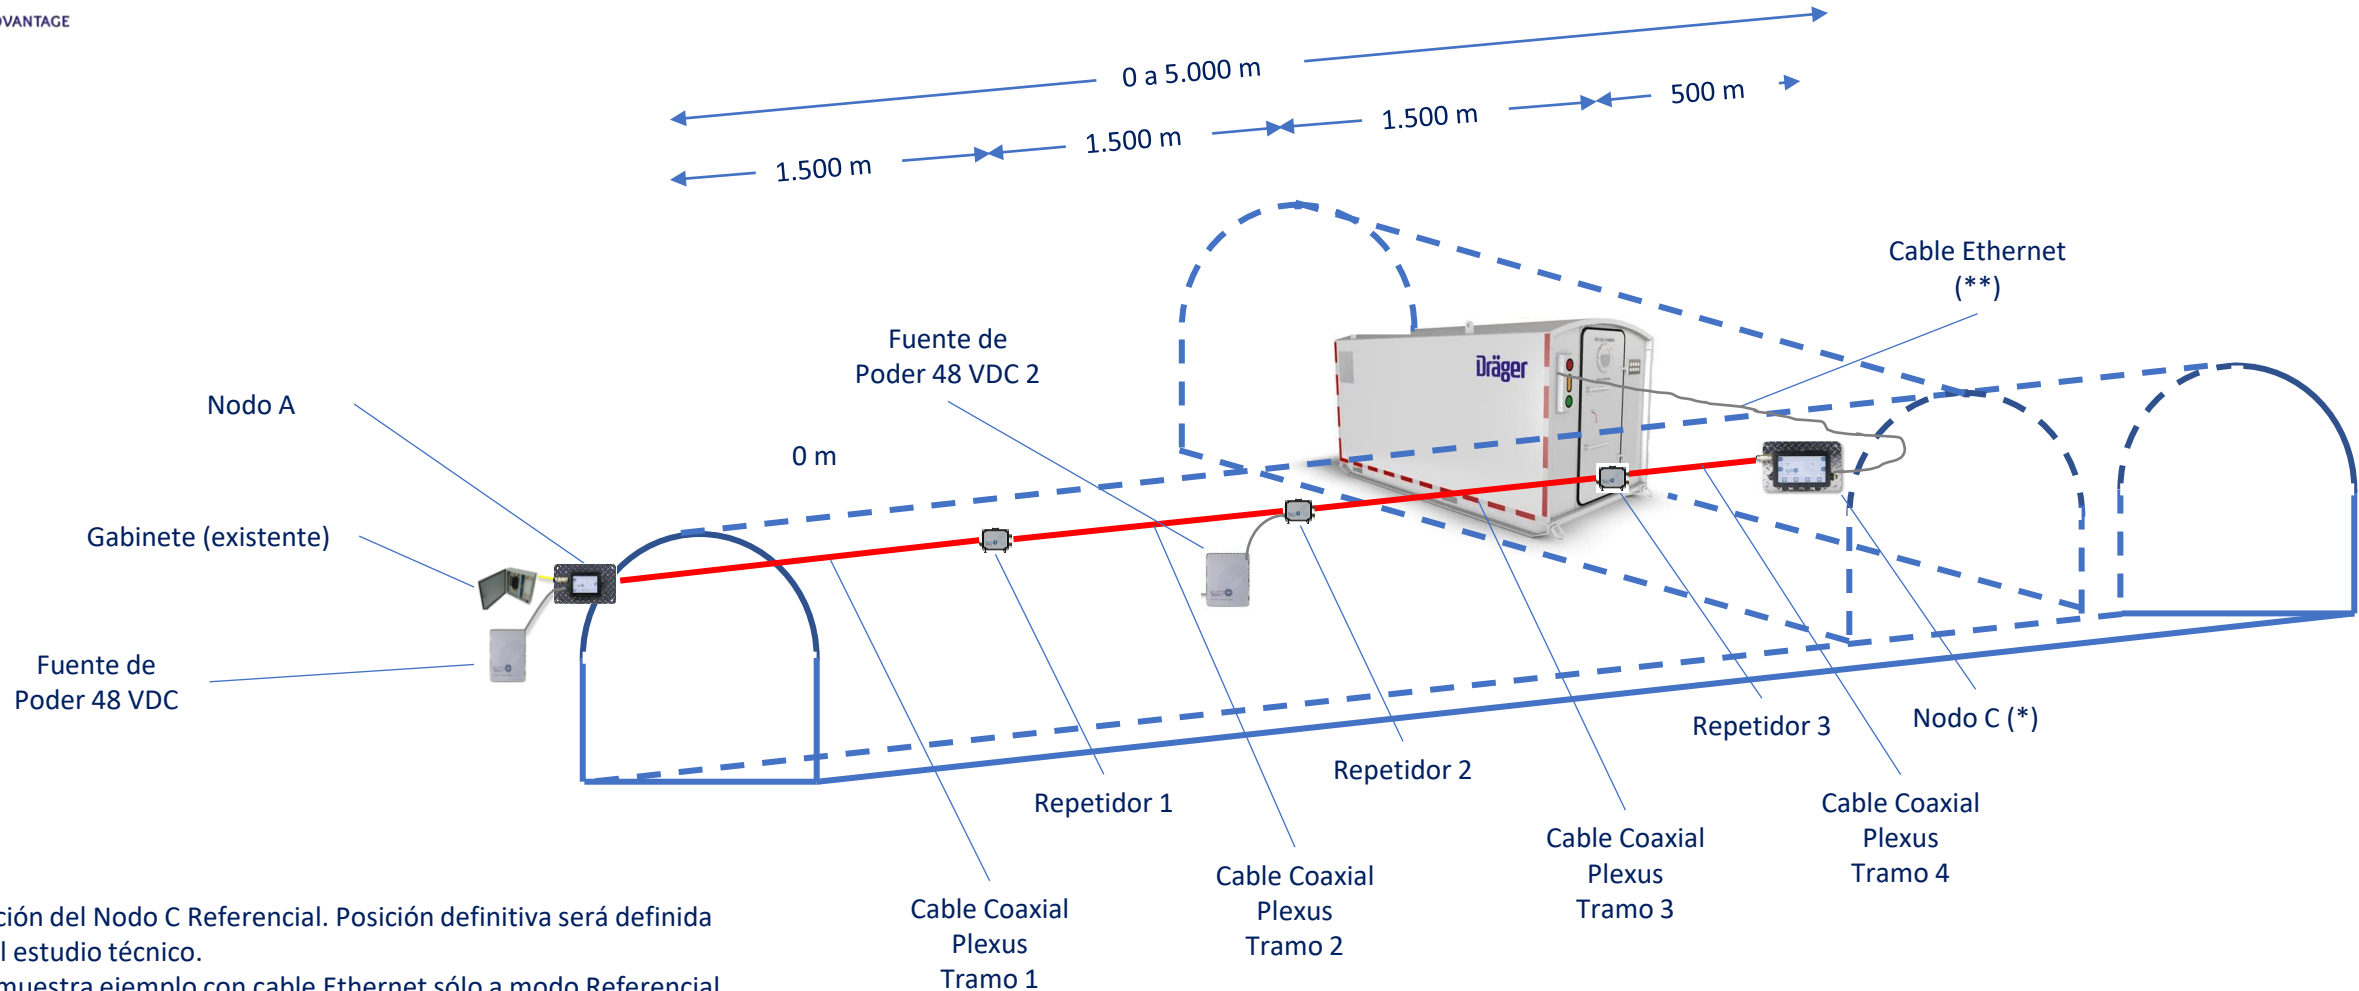 0 a 5.000 m
1.500 m
1.500 m
1.500 m
500 m
Cable Ethernet
(**)
Fuente de
Poder 48 VDC 2
Dräger
Nodo A
0 m
Gabinete (existente)
Fuente de
Poder 48 VDC
Repetidor 1
Repetidor 2
Repetidor 3
Nodo C (*)
Cable Coaxial
Plexus
Tramo 1
Cable Coaxial
Plexus
Tramo 2
Cable Coaxial
Plexus
Tramo 3
Cable Coaxial
Plexus
Tramo 4
ción del Nodo C Referencial. Posición definitiva será definida
l estudio técnico.
muestra ejemplo con cable Ethernet sólo a modo Referencial